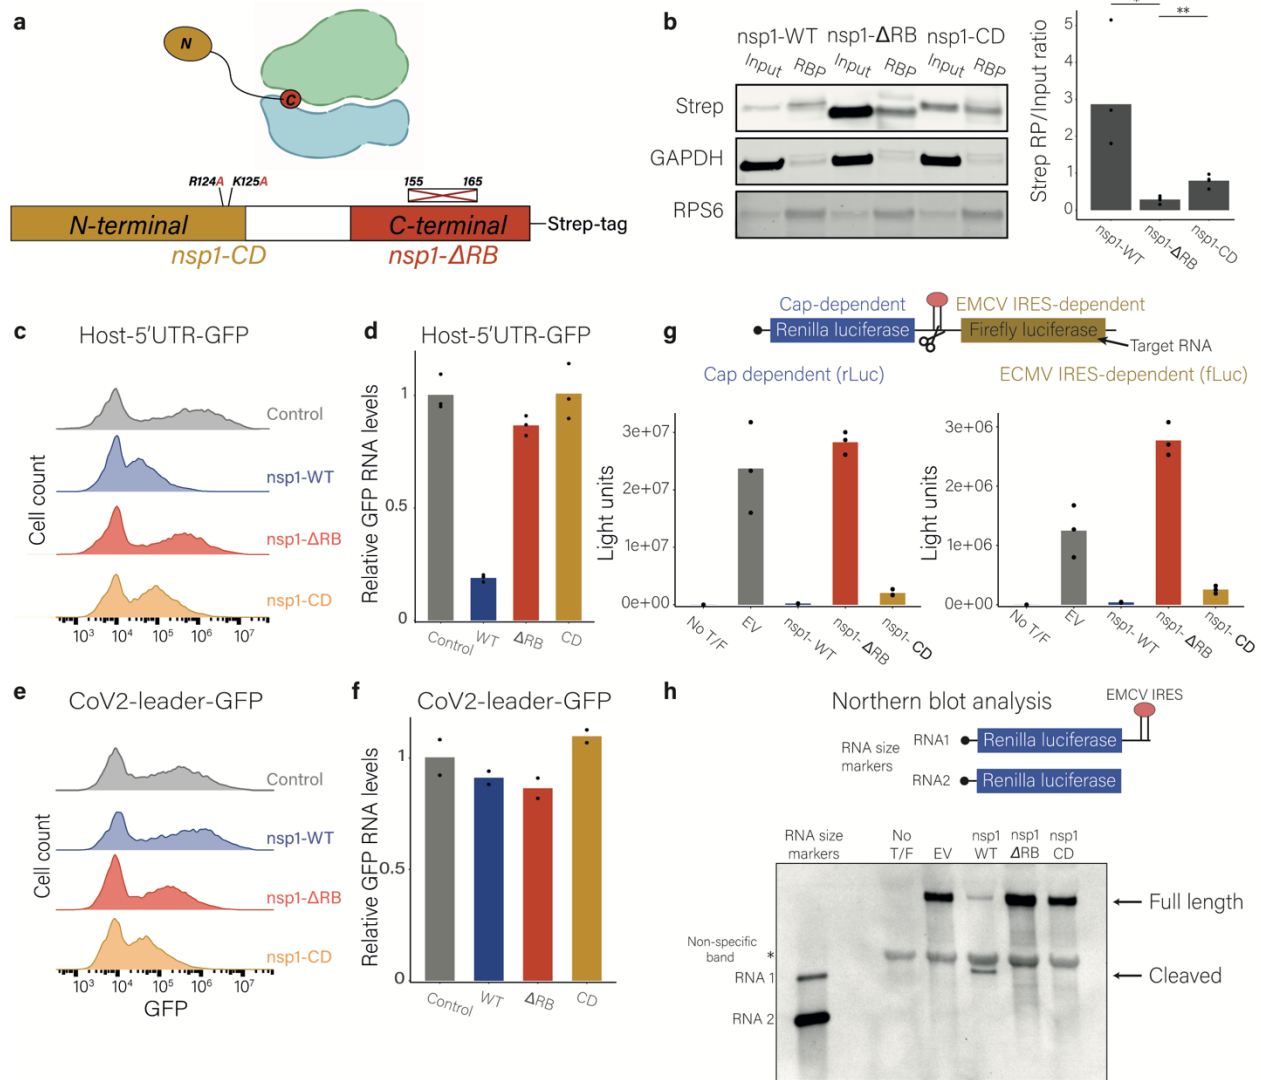 a
N
C
R124A K125A
155 165
N-terminal
C-terminal
Strep-tag
nsp1-CD
nsp1-ΔRB
b
nsp1-WT nsp1-ΔRB nsp1-CD
Input RBP Input RBP Input RBP
Strep
GAPDH
RPS6
Strep RP/Input ratio
* **
5
4
3
2
1
0
nsp1-WT
nsp1-ΔRB
nsp1-CD
c
Host-5′UTR-GFP
Cell count
Control
nsp1-WT
nsp1-ΔRB
nsp1-CD
10³ 10⁴ 10⁵ 10⁶ 10⁷
d
Host-5′UTR-GFP
Relative GFP RNA levels
1
0.5
0
Control WT ΔRB CD
g
Cap-dependent
EMCV IRES-dependent
Renilla luciferase
Firefly luciferase
Target RNA
Cap dependent (rLuc)
Light units
3e+07
2e+07
1e+07
0e+00
No T/F EV nsp1- WT nsp1- ΔRB nsp1- CD
ECMV IRES-dependent (fLuc)
Light units
3e+06
2e+06
1e+06
0e+00
No T/F EV nsp1- WT nsp1- ΔRB nsp1- CD
e
CoV2-leader-GFP
Cell count
Control
nsp1-WT
nsp1-ΔRB
nsp1-CD
10³ 10⁴ 10⁵ 10⁶ 10⁷
GFP
f
CoV2-leader-GFP
Relative GFP RNA levels
1
0.5
0
Control WT ΔRB CD
h
Northern blot analysis
EMCV IRES
RNA size
markers
RNA1
Renilla luciferase
RNA2
Renilla luciferase
RNA size
markers
No
T/F
EV
nsp1
WT
nsp1
ΔRB
nsp1
CD
Full length
Non-specific
band
*
RNA 1
Cleaved
RNA 2